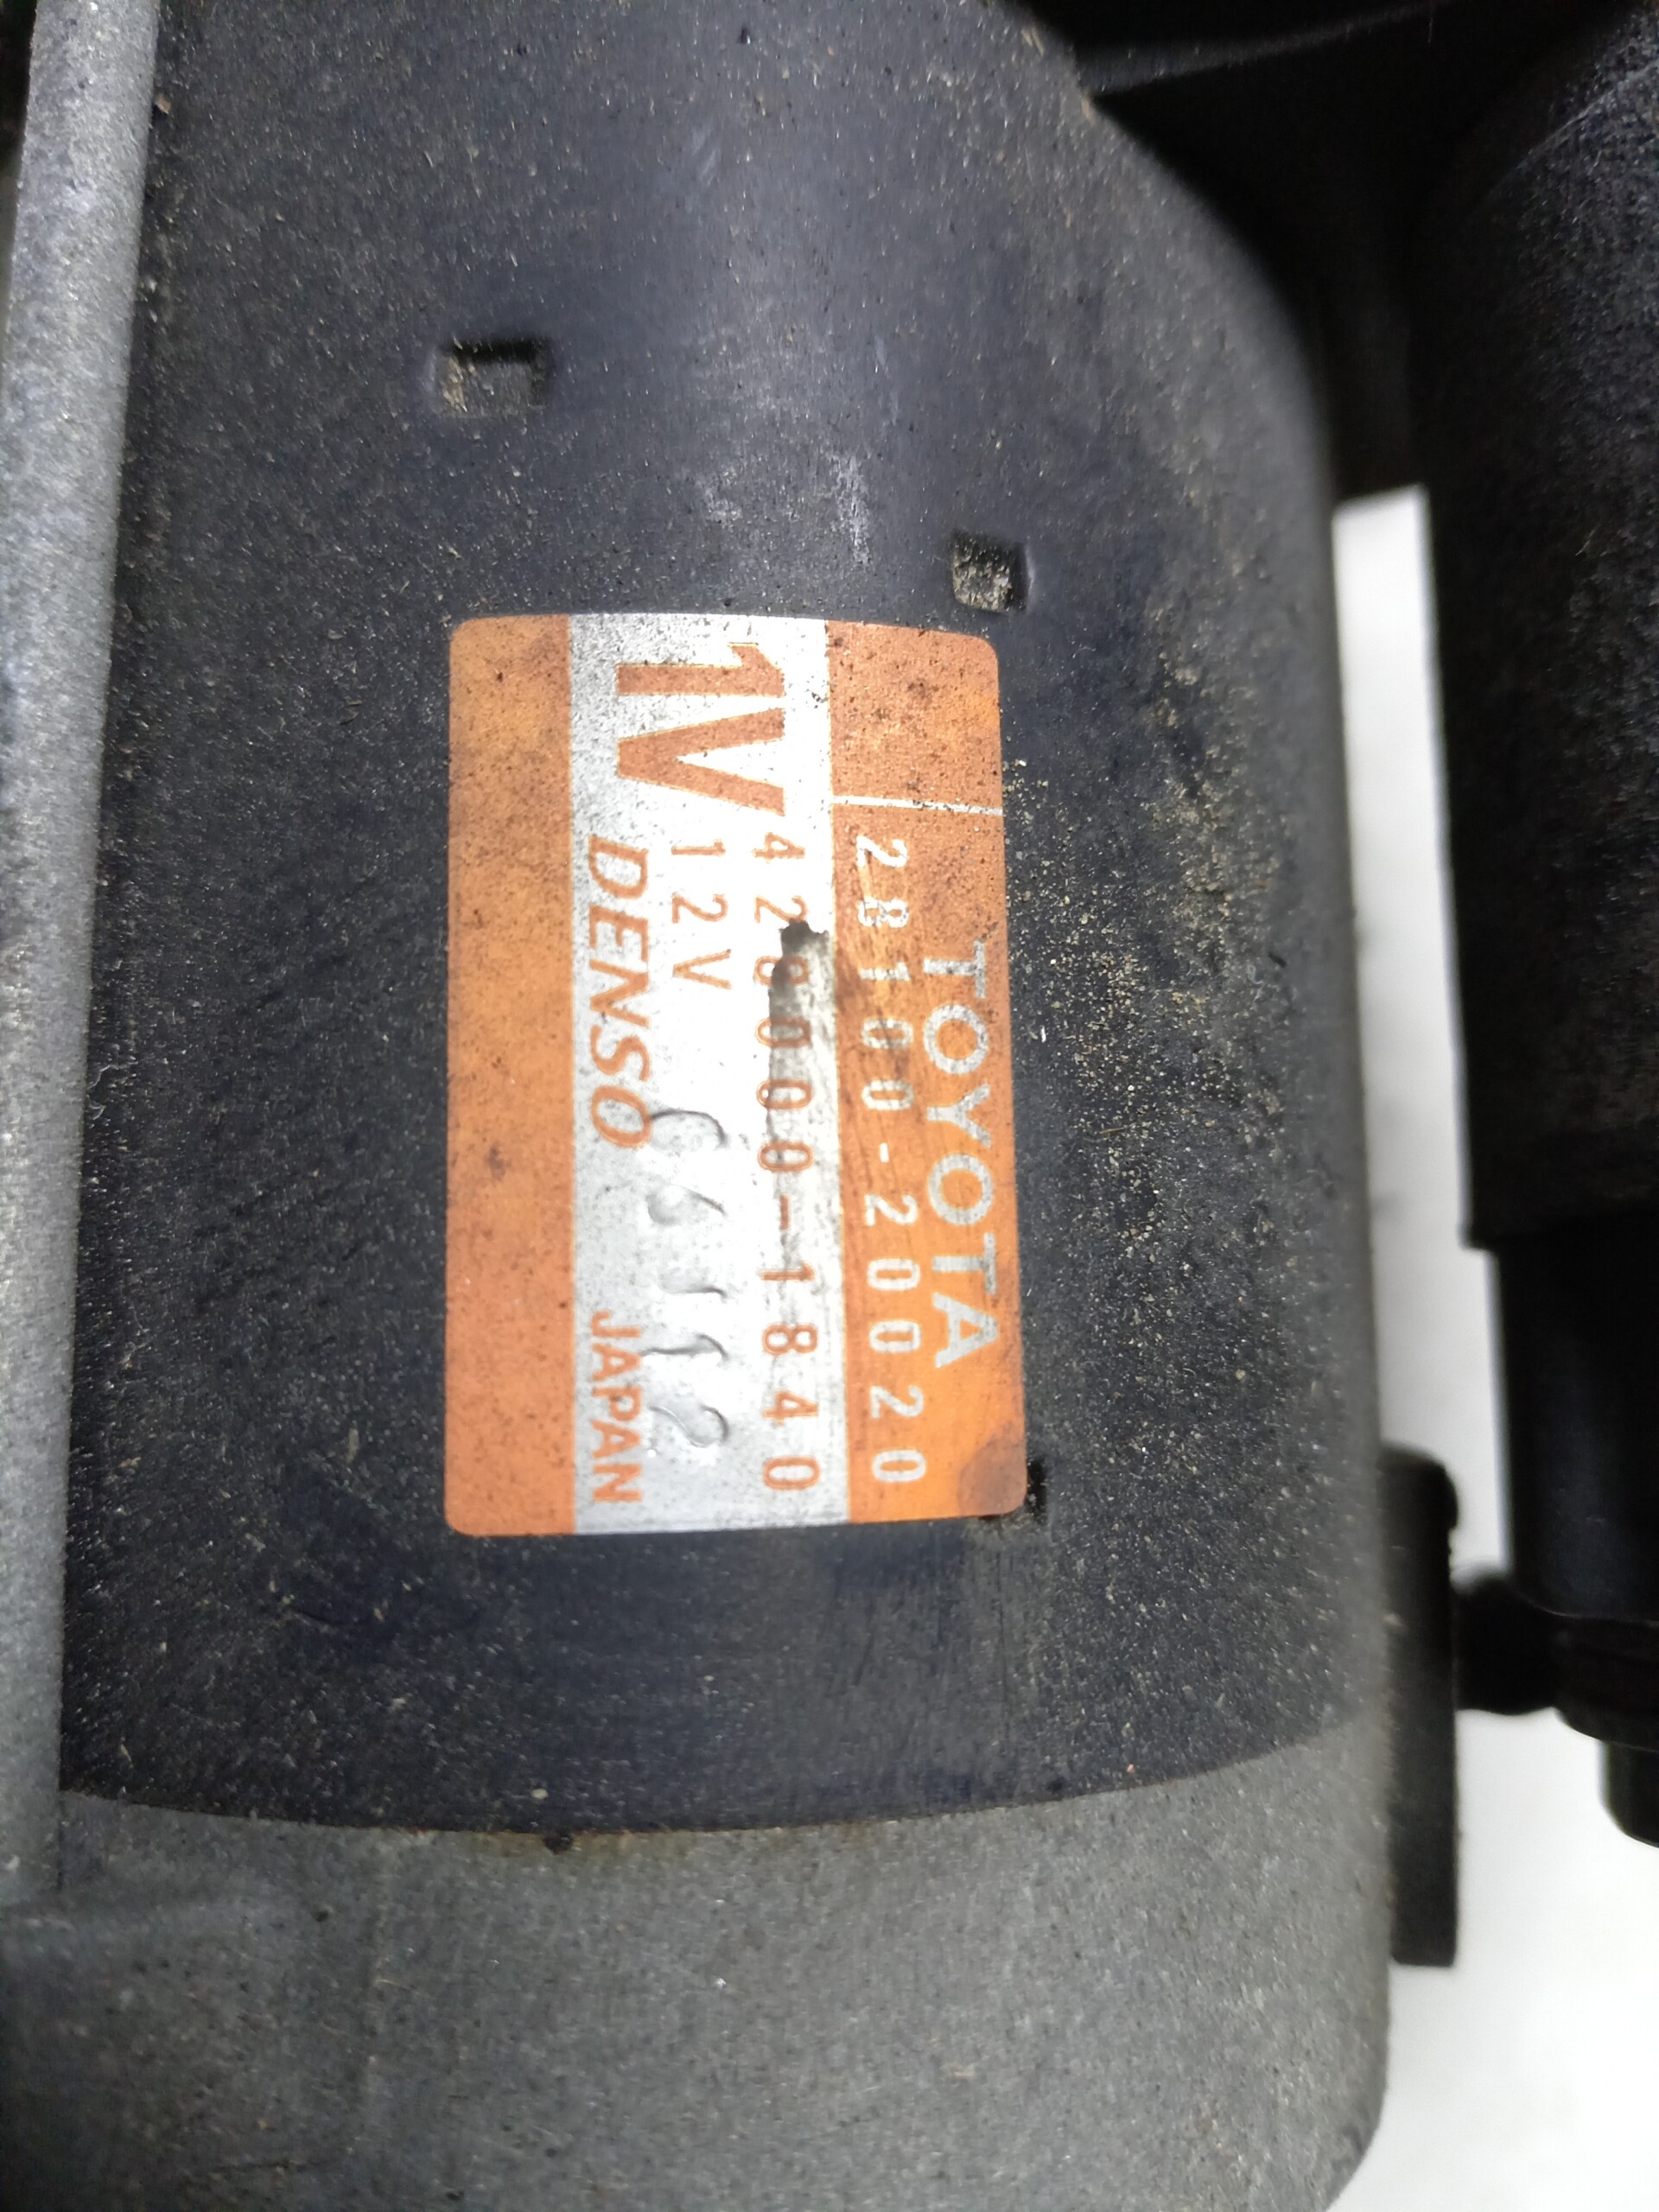 TOYOTA
28100-20020
1V
428000-1840
12V
DENSO JAPAN